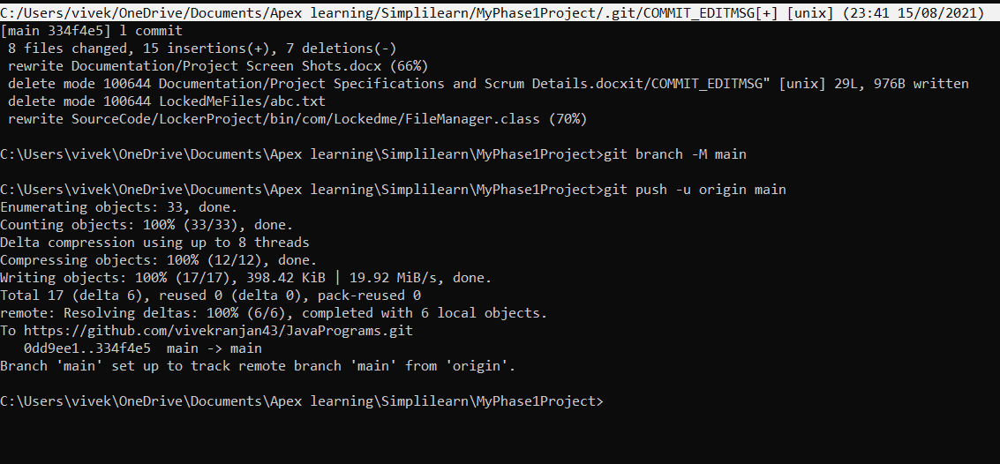 C:/Users/vivek/OneDrive/Documents/Apex learning/Simplilearn/MyPhase1Project/.git/COMMIT_EDITMSG[+] [unix] (23:41 15/08/2021)
[main 334f4e5] l commit
 8 files changed, 15 insertions(+), 7 deletions(-)
 rewrite Documentation/Project Screen Shots.docx (66%)
 delete mode 100644 Documentation/Project Specifications and Scrum Details.docxit/COMMIT_EDITMSG" [unix] 29L, 976B written
 delete mode 100644 LockedMeFiles/abc.txt
 rewrite SourceCode/LockerProject/bin/com/Lockedme/FileManager.class (70%)
C:\Users\vivek\OneDrive\Documents\Apex learning\Simplilearn\MyPhase1Project>git branch -M main
C:\Users\vivek\OneDrive\Documents\Apex learning\Simplilearn\MyPhase1Project>git push -u origin main
Enumerating objects: 33, done.
Counting objects: 100% (33/33), done.
Delta compression using up to 8 threads
Compressing objects: 100% (12/12), done.
Writing objects: 100% (17/17), 398.42 KiB | 19.92 MiB/s, done.
Total 17 (delta 6), reused 0 (delta 0), pack-reused 0
remote: Resolving deltas: 100% (6/6), completed with 6 local objects.
To https://github.com/vivekranjan43/JavaPrograms.git
   0dd9ee1..334f4e5  main -> main
Branch 'main' set up to track remote branch 'main' from 'origin'.
C:\Users\vivek\OneDrive\Documents\Apex learning\Simplilearn\MyPhase1Project>